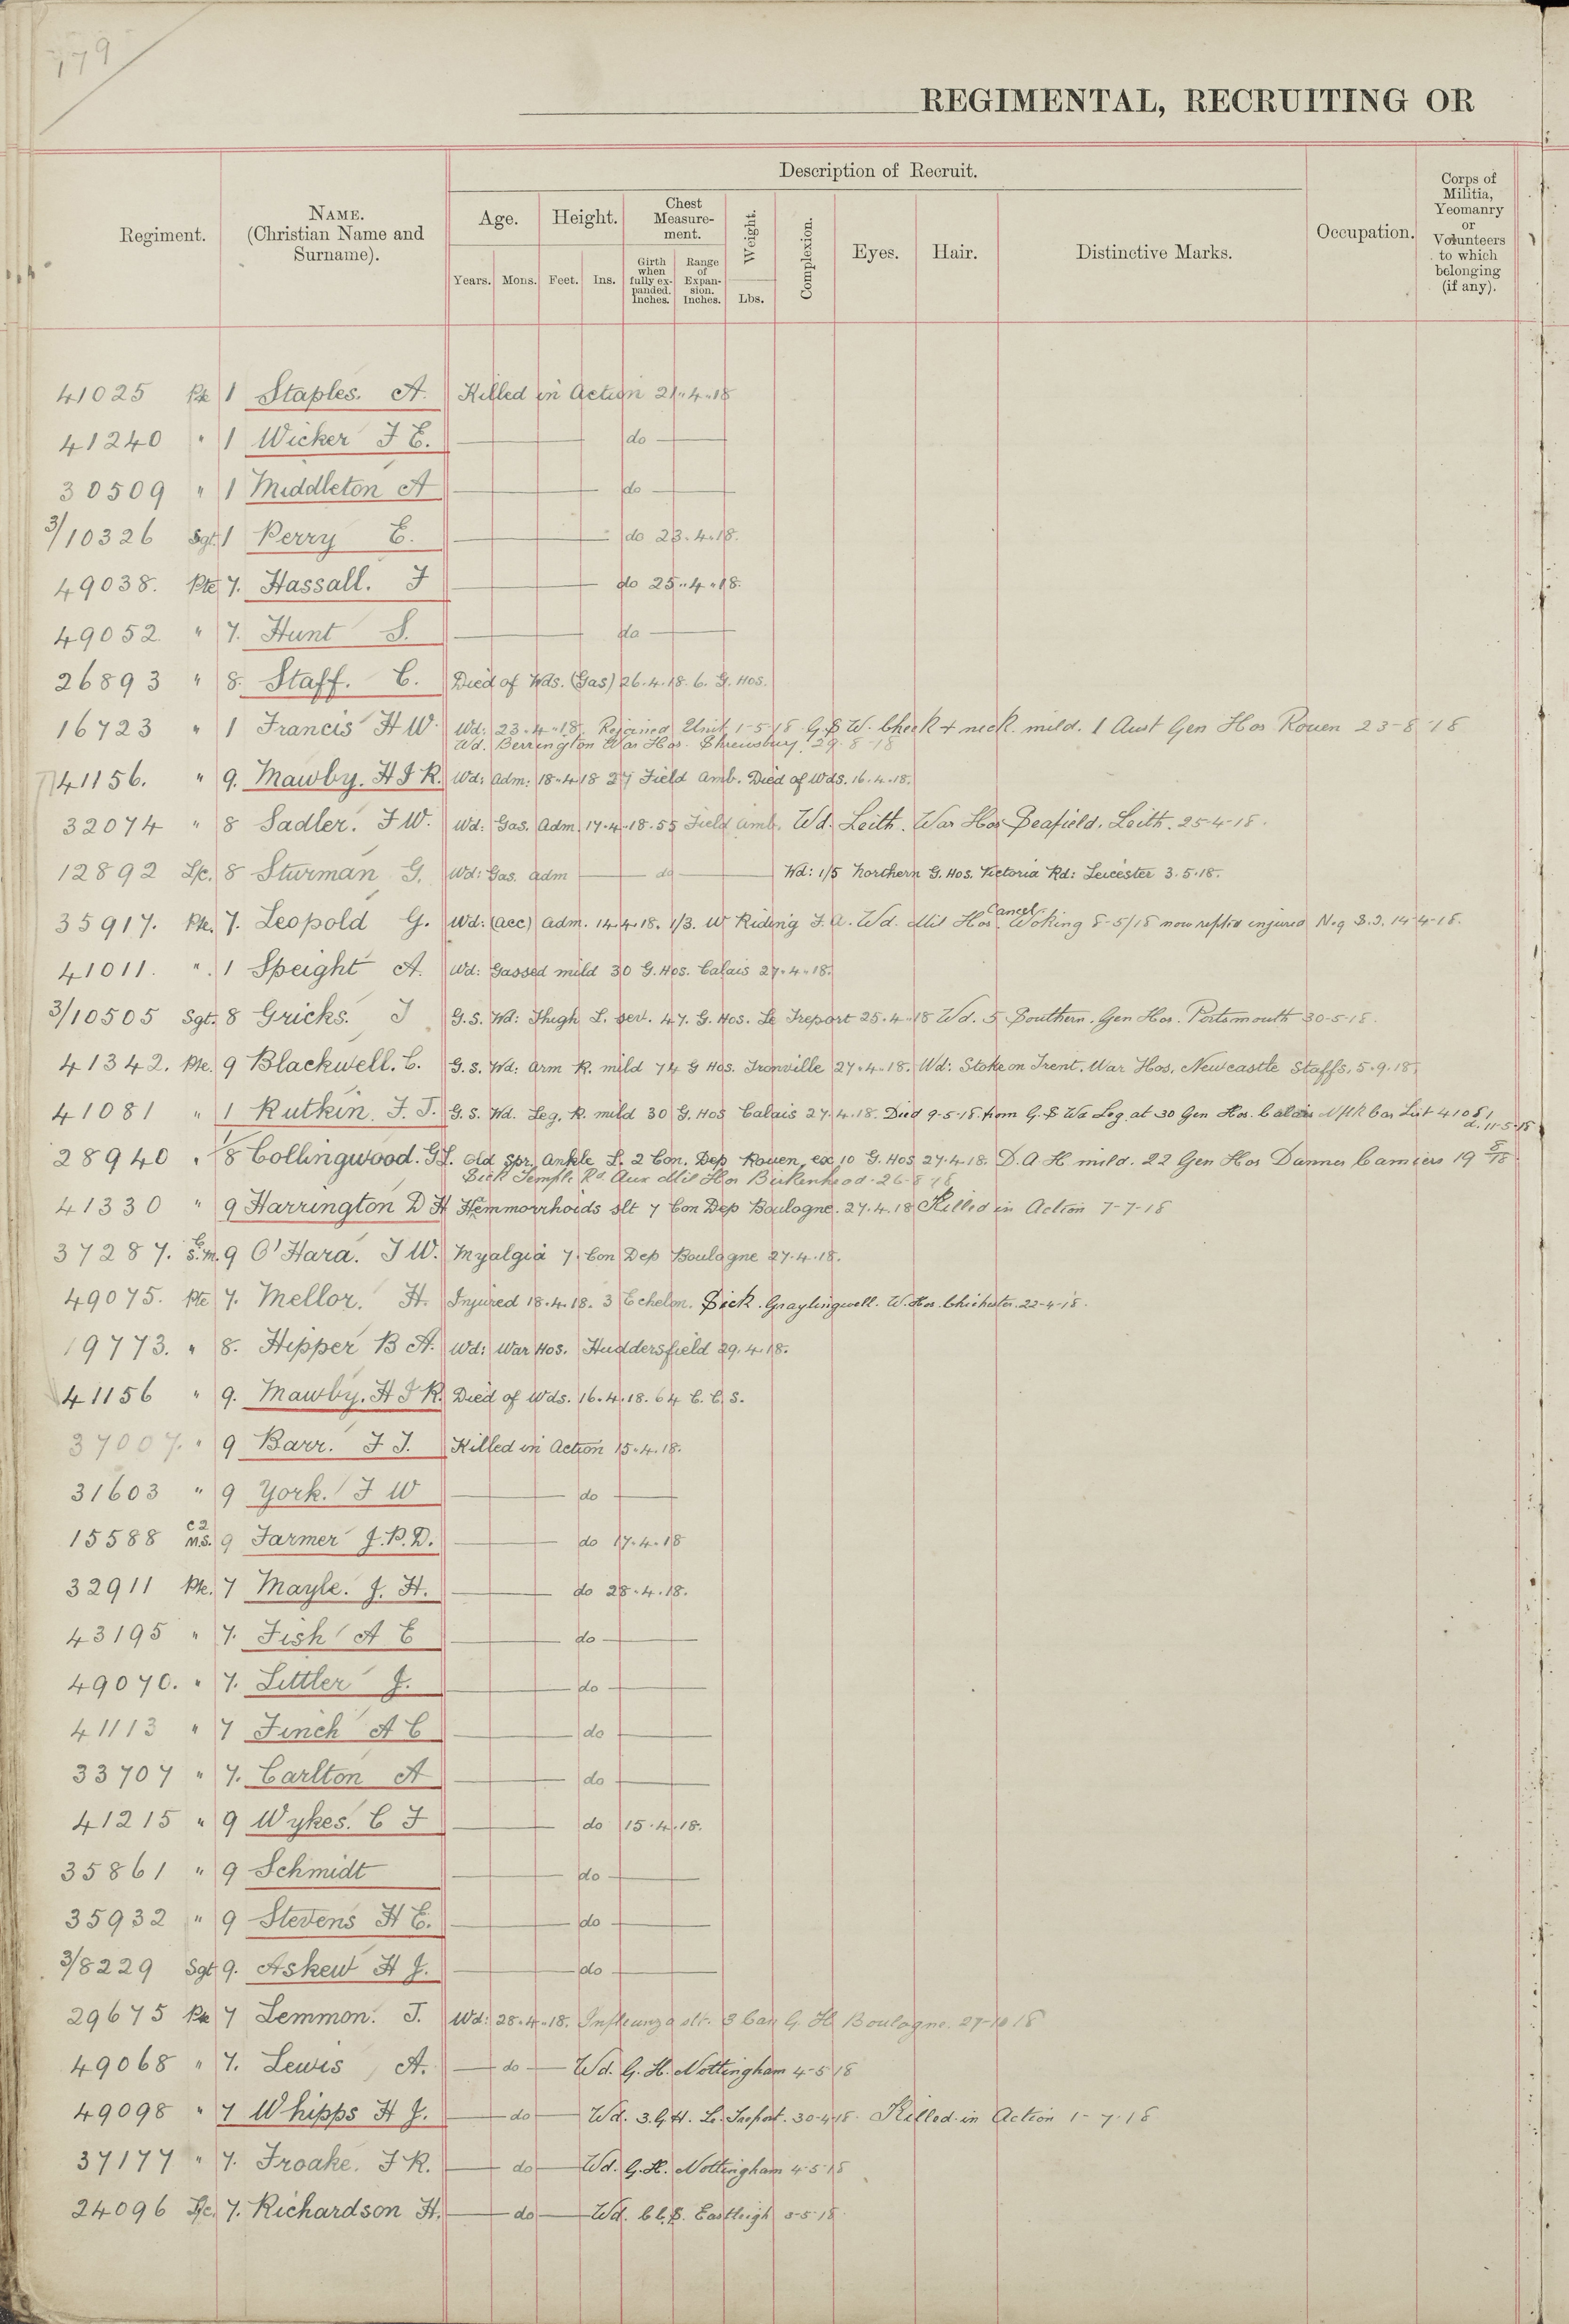 179
REGIMENTAL, RECRUITING OR
Regiment.
NAME.
(Christian Name and
Surname).
Description of Recruit.
Age.
Height.
Chest
Measure-
ment.
Weight.
Complexion.
Eyes.
Hair.
Distinctive Marks.
Occupation.
Corps of
Militia,
Yeomanry
or
Volunteers
to which
belonging
(if any).
Years.
Mons.
Feet.
Ins.
Girth
when
fully ex-
panded.
Inches.
Range
of
Expan-
sion.
Inches.
Lbs.
41025 Pte 1 Staples. A. Killed in Action 21.4.18
41240 " 1 Wicker F E. do
30509 " 1 Middleton A do
3/10326 Sgt. 1 Perry E. do 23.4.18.
49038. Pte 7. Hassall. F do 25.4.18.
49052. " 7. Hunt S. do
26893 " 8. Staff. C. Died of Wds. (Gas) 26.4.18. 6. G. Hos.
16723 " 1 Francis H W. Wd: 23.4.18. Rejoined Unit 1-5-18 G.S W. Cheek + neck. mild. 1 Aust Gen Hos Rouen 23-8-18
Wd. Berrington War Hos. Shrewsbury. 29-8-18
41156. " 9. Mawby. H J R. Wd: Adm: 18.4.18 27 Field Amb. Died of Wds. 16.4.18.
32074 " 8 Sadler. F W. Wd: Gas. Adm. 17.4.18. 55 Field Amb. Wd. Leith. War Hos Seafield. Leith. 25-4-18.
12892 L/c. 8 Sturman G. Wd: Gas. adm do Wd: 1/5 Northern G. Hos. Victoria Rd: Leicester 3.5.18.
35917. Pte. 7. Leopold G. Wd: (acc) Adm. 14.4.18. 1/3. W Riding F.A. Wd. Mil Hos. Woking 8-5/18 now reptd injured N.g S.I. 14-4-18.
Cancel
41011. " 1 Speight A. Wd: Gassed mild 30 G. Hos. Calais 27.4.18.
3/10505 Sgt. 8 Gricks. J G.S. Wd: Thigh L. sev. 47. G. Hos. Le Treport 25.4.18 Wd. 5 Southern. Gen Hos. Portsmouth 30-5-18.
41342. Pte. 9 Blackwell. C. G.S. Wd: Arm R. mild 74 G Hos. Tronville 27.4.18. Wd: Stoke on Trent. War Hos, Newcastle Staffs, 5.9.18.
41081 " 1 Rutkin. F. J. G.S. Wd. Leg. R. mild 30 G. Hos Calais 27.4.18. Died 9-5-18 from G.S Wd Leg. at 30 Gen Hos. Calais List 41081
d. 11-5-18
28940 " 1/8 Collingwood. G L. Old Spr. Ankle L. 2 Con. Dep Rouen ex 10 G. Hos 27.4.18. D.A H mild. 22 Gen Hos Dannes Camiers 19 8/18
Sick Temple Rd Aux Mil Hos Birkenhead. 26-8-18
41330 " 9 Harrington D H Hemmorrhoids slt 7 Con Dep Boulogne. 27.4.18 Killed in Action 7-7-18
37287. C.S.M. 9 O'Hara. J W. Myalgia 7. Con Dep Boulogne 27.4.18.
49075. Pte 7. Mellor. H. Injured 18.4.18. 3 Echelon. Sick. Graylingwell. W. Hos. Chichester. 22-4-18.
19773. " 8. Hipper B A. Wd: War Hos. Huddersfield 29.4.18.
41156 " 9. Mawby. H J R. Died of Wds. 16.4.18. 64 C.C.S.
37007. " 9 Barr. F J. Killed in Action 15.4.18.
31603 " 9 York. F W do
15588 C2 M.S. 9 Farmer J.P.D. do 17.4.18
32911 Pte. 7 Mayle. J. H. do 28.4.18.
43195 " 7. Fish A E do
49070. " 7. Littler J. do
41113 " 7 Finch A C do
33707 " 7. Carlton A do
41215 " 9 Wykes. C F do 15.4.18.
35861 " 9 Schmidt do
35932 " 9 Stevens H E. do
3/8229 Sgt 9. Askew H J. do
29675 Pte 7 Lemmon. T. Wd: 28.4.18. Influenza slt. 3 Can G. H Boulogne. 27-10-18
49068 " 7. Lewis A. do Wd. G. H. Nottingham 4-5-18
49098 " 7 Whipps H J. do Wd. 3. G H. Le Treport. 30-4-18. Killed in Action 1-7-18
37177 " 7. Froake. F R. do Wd. G. H. Nottingham 4-5-18
24096 L/c. 7. Richardson H. do Wd. C.C.S. Eastleigh 3-5-18.